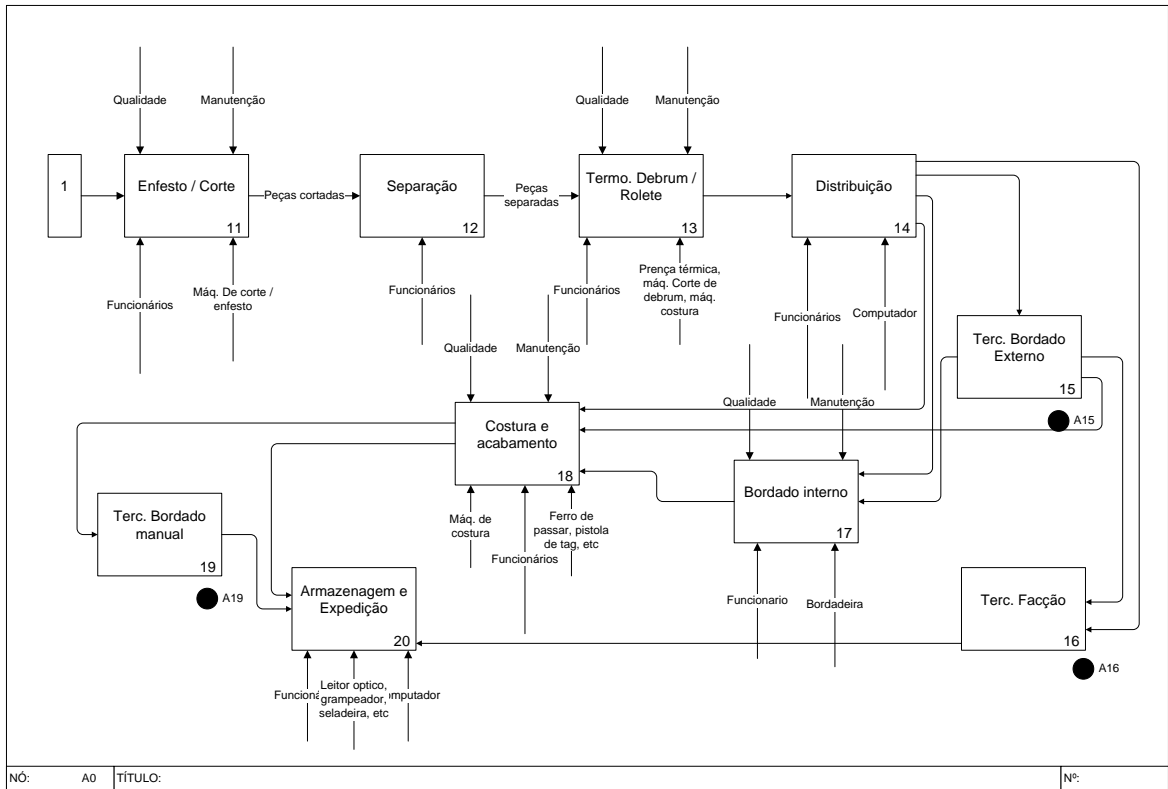 Qualidade
Manutenção
Qualidade
Manutenção
1
Enfesto / Corte
11
Peças cortadas
Separação
12
Peças
separadas
Termo. Debrum /
Rolete
13
Distribuição
14
Funcionários
Máq. De corte /
enfesto
Funcionários
Funcionários
Prença térmica,
máq. Corte de
debrum, máq.
costura
Funcionários
Computador
Qualidade
Manutenção
Terc. Bordado
Externo
15
A15
Qualidade
Manutenção
Costura e
acabamento
18
Bordado interno
17
Terc. Bordado
manual
19
A19
Máq. de
costura
Funcionários
Ferro de
passar, pistola
de tag, etc
Armazenagem e
Expedição
20
Funcionario
Bordadeira
Terc. Facção
16
A16
Leitor optico,
grampeador,
seladeira, etc
NÓ:
A0
TÍTULO:
Nº: